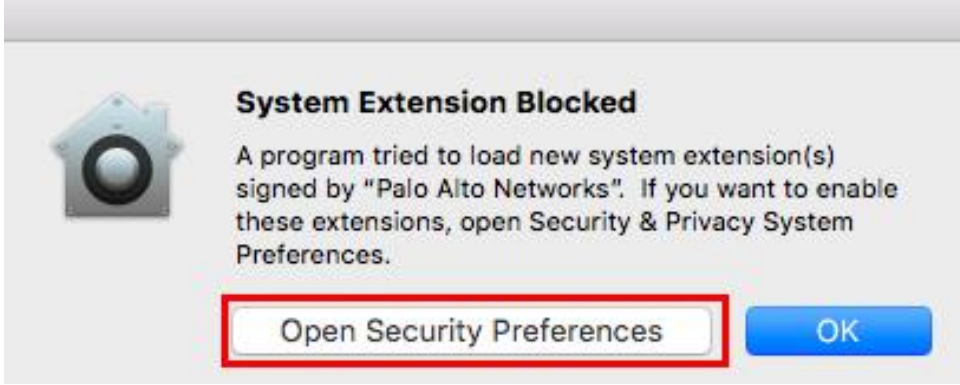 System Extension Blocked
A program tried to load new system extension(s)
signed by “Palo Alto Networks”.  If you want to enable
these extensions, open Security & Privacy System
Preferences.
Open Security Preferences
OK